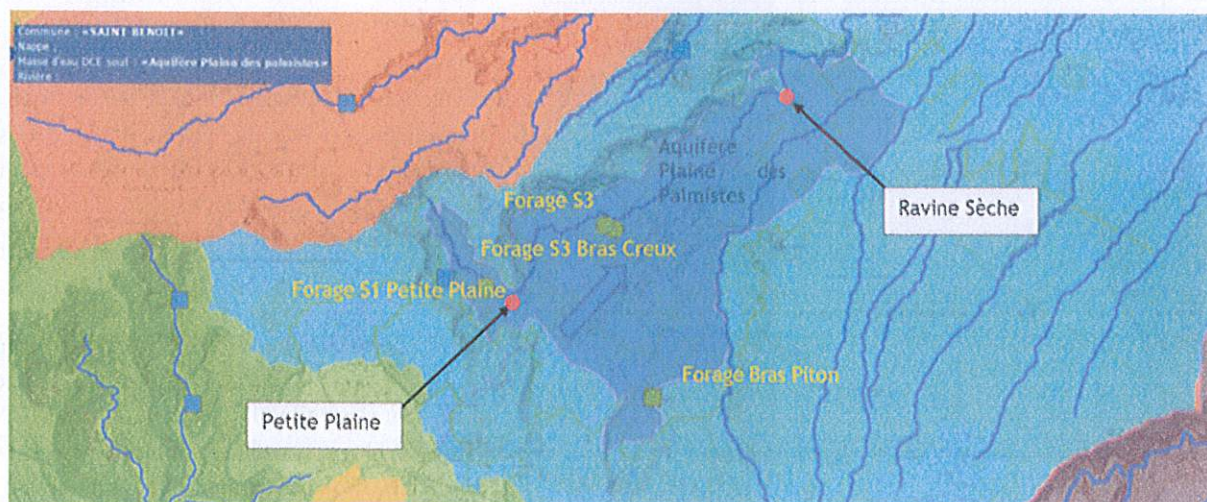 Commune : «SAINT BENOIT»
Nappe :
Masse d'eau DCE sout : «Aquifère Plaine des palmistes»
Rivière :
Aquifère
Plaine des
Palmistes
Ravine Sèche
Forage S3
Forage S3 Bras Creux
Forage S1 Petite Plaine
Forage Bras Piton
Petite Plaine